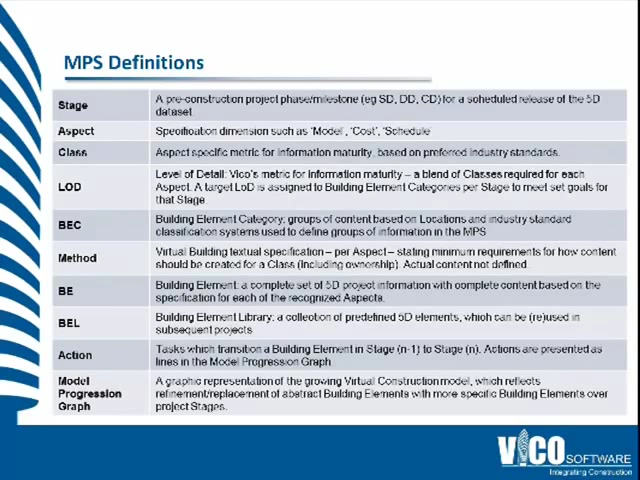 MPS Definitions
Stage
A pre-construction project phase/milestone (eg SD, DD, CD) for a scheduled release of the 5D
dataset
Aspect
Specification dimension such as 'Model', 'Cost', 'Schedule
Class
Aspect specific metric for information maturity, based on preferred industry standards.
LOD
Level of Detail: Vico's metric for information maturity – a blend of Classes required for each
Aspect. A target LoD is assigned to Building Element Categories per Stage to meet set goals for
that Stage
BEC
Building Element Category: groups of content based on Locations and industry standard
classification systems used to define groups of information in the MPS
Method
Virtual Building textual specification – per Aspect – stating minimum requirements for how content
should be created for a Class (including ownership). Actual content not defined.
BE
Building Element: a complete set of 5D project information with complete content based on the
specification for each of the recognized Aspects.
BEL
Building Element Library: a collection of predefined 5D elements, which can be (re)used in
subsequent projects
Action
Tasks which transition a Building Element in Stage (n-1) to Stage (n). Actions are presented as
lines in the Model Progression Graph
Model
Progression
Graph
A graphic representation of the growing Virtual Construction model, which reflects
refinement/replacement of abstract Building Elements with more specific Building Elements over
project Stages.
VICO SOFTWARE
Integrating Construction